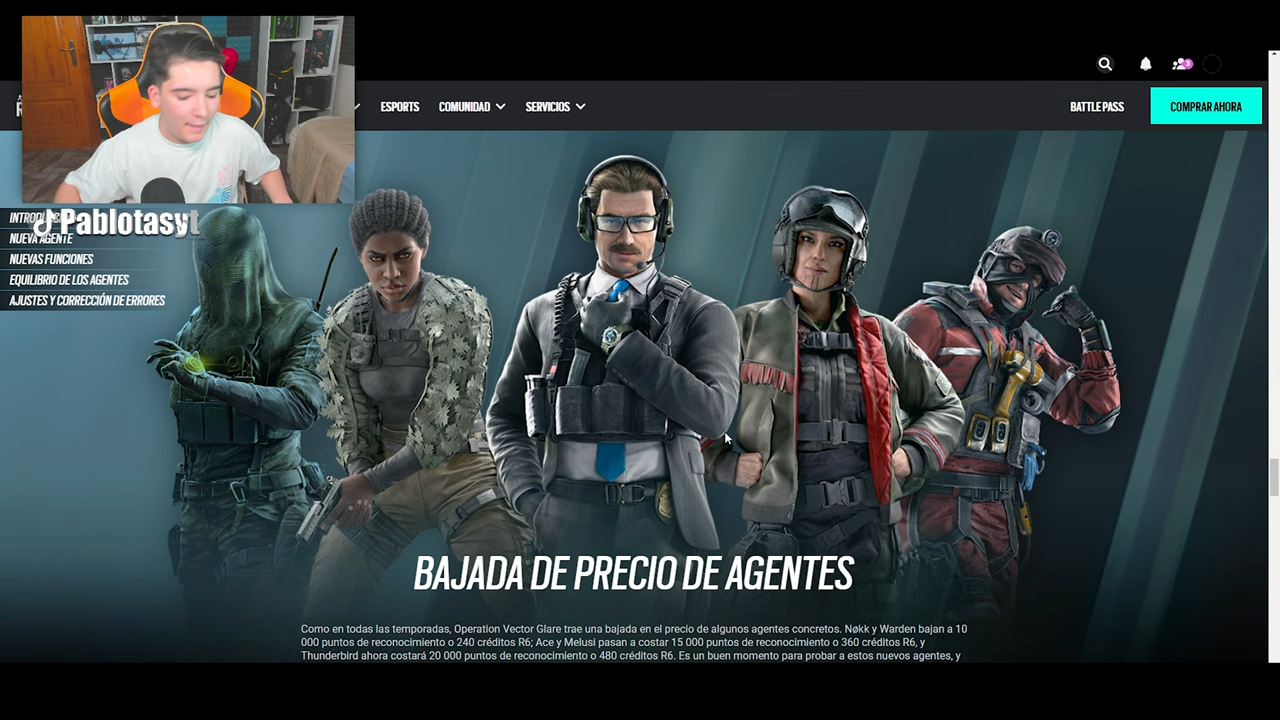 ESPORTS
COMUNIDAD
SERVICIOS
BATTLE PASS
COMPRAR AHORA
Pablotasyt
NUEVA AGENTE
NUEVAS FUNCIONES
EQUILIBRIO DE LOS AGENTES
AJUSTES Y CORRECCIÓN DE ERRORES
BAJADA DE PRECIO DE AGENTES
Como en todas las temporadas, Operation Vector Glare trae una bajada en el precio de algunos agentes concretos. Nøkk y Warden bajan a 10
000 puntos de reconocimiento o 240 créditos R6; Ace y Melusi pasan a costar 15 000 puntos de reconocimiento o 360 créditos R6, y
Thunderbird ahora costará 20 000 puntos de reconocimiento o 480 créditos R6. Es un buen momento para probar a estos nuevos agentes, y